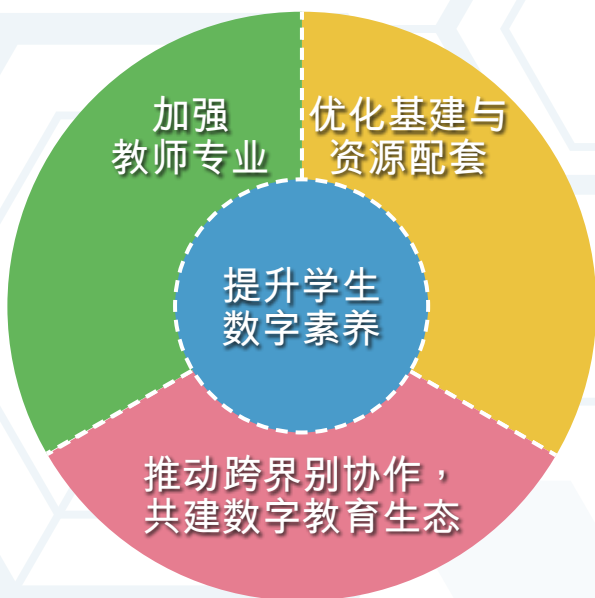 加强
教师专业
优化基建与
资源配套
提升学生
数字素养
推动跨界别协作，
共建数字教育生态